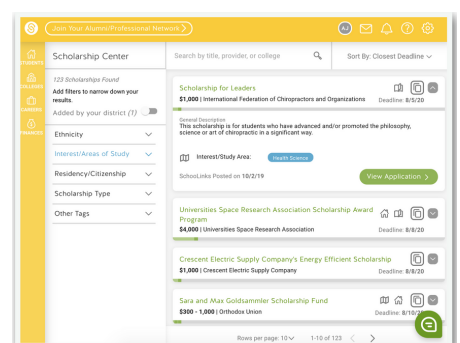 Join Your Alumni/Professional Network >
AJ
STUDENTS
COLLEGES
CAREERS
FINANCES
Scholarship Center
Search by title, provider, or college
Sort By: Closest Deadline
123 Scholarships Found
Add filters to narrow down your
results.
Added by your district (1)
Ethnicity
Interest/Areas of Study
Residency/Citizenship
Scholarship Type
Other Tags
Scholarship for Leaders
$1,000 | International Federation of Chiropractors and Organizations
Deadline: 8/5/20
General Description
This scholarship is for students who have advanced and/or promoted the philosophy,
science or art of chiropractic in a significant way.
Interest/Study Area:
Health Science
SchooLinks Posted on 10/2/19
View Application >
Universities Space Research Association Scholarship Award
Program
$4,000 | Universities Space Research Association
Deadline: 8/8/20
Crescent Electric Supply Company's Energy Efficient Scholarship
$1,000 | Crescent Electric Supply Company
Deadline: 8/8/20
Sara and Max Goldsammler Scholarship Fund
$300 - 1,000 | Orthodox Union
Deadline: 8/10/20
Rows per page: 10
1-10 of 123
< >